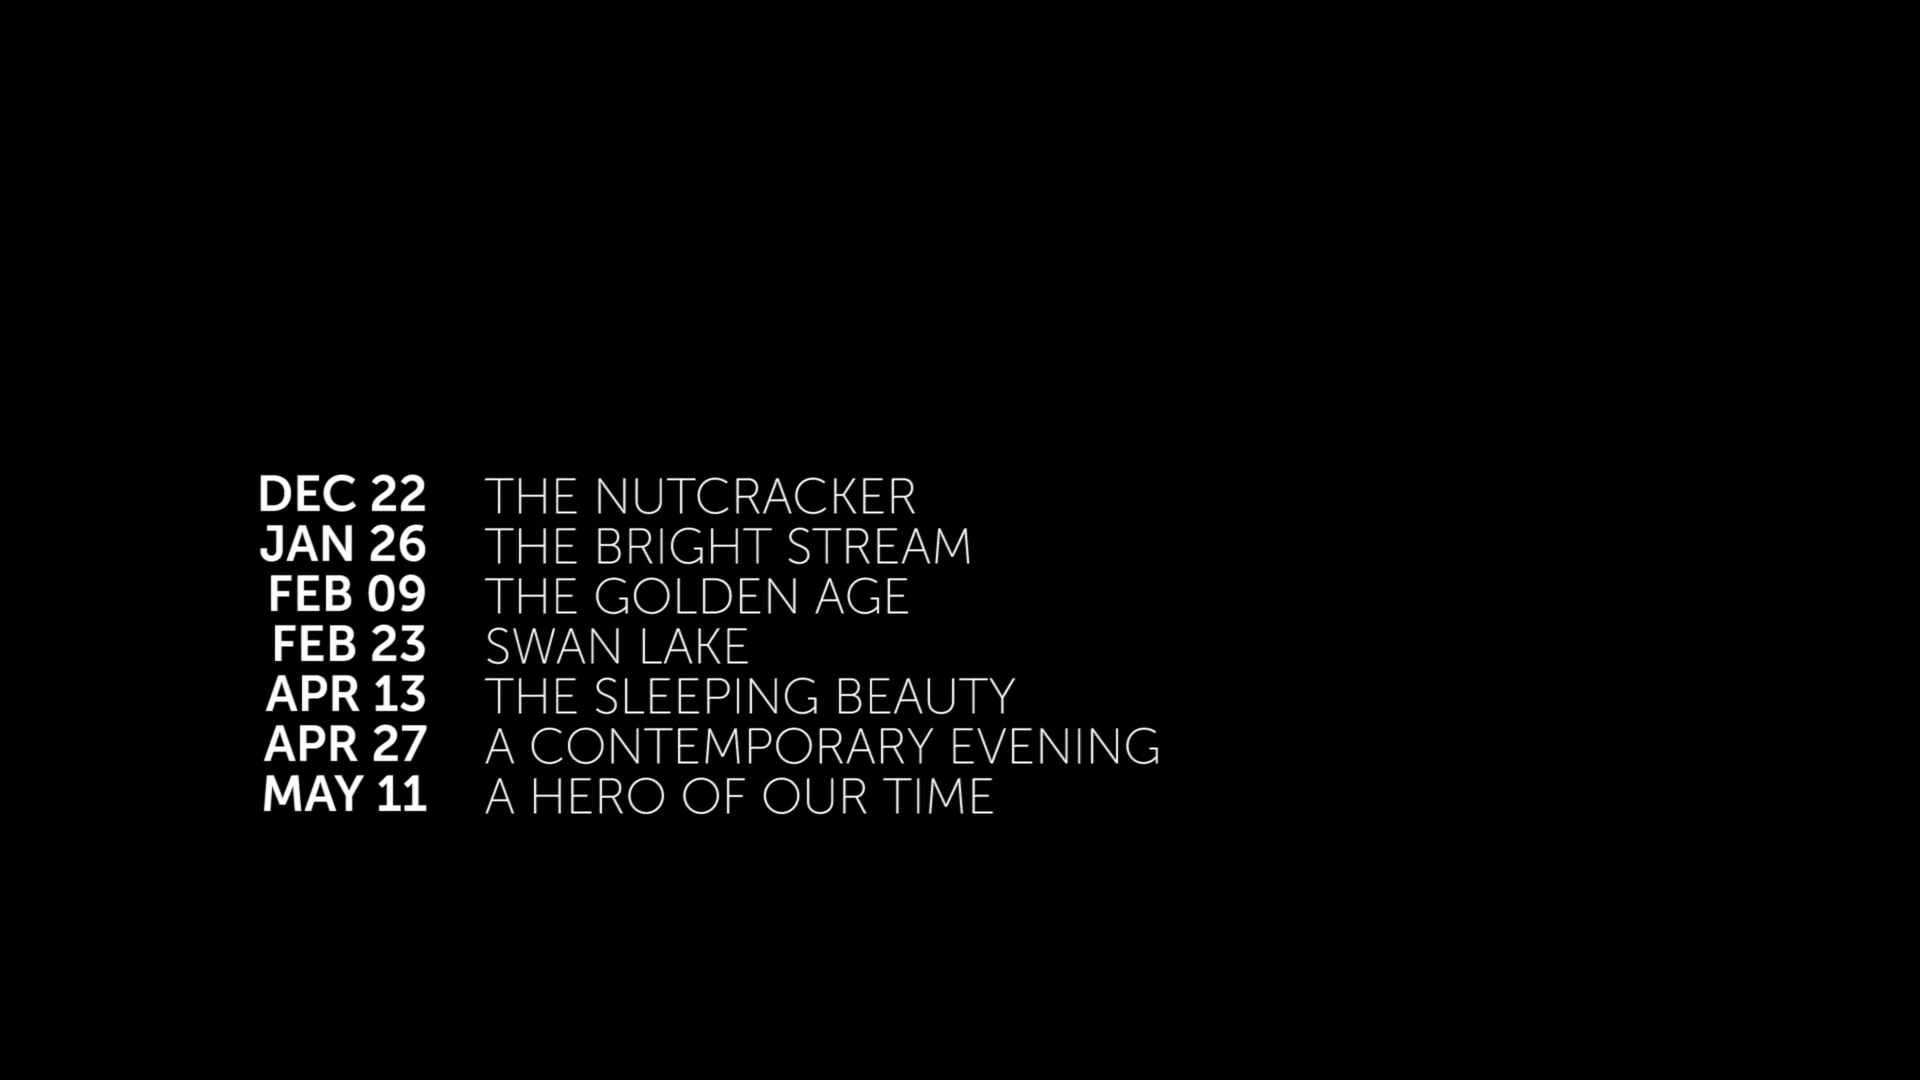 DEC 22 THE NUTCRACKER
JAN 26 THE BRIGHT STREAM
FEB 09 THE GOLDEN AGE
FEB 23 SWAN LAKE
APR 13 THE SLEEPING BEAUTY
APR 27 A CONTEMPORARY EVENING
MAY 11 A HERO OF OUR TIME